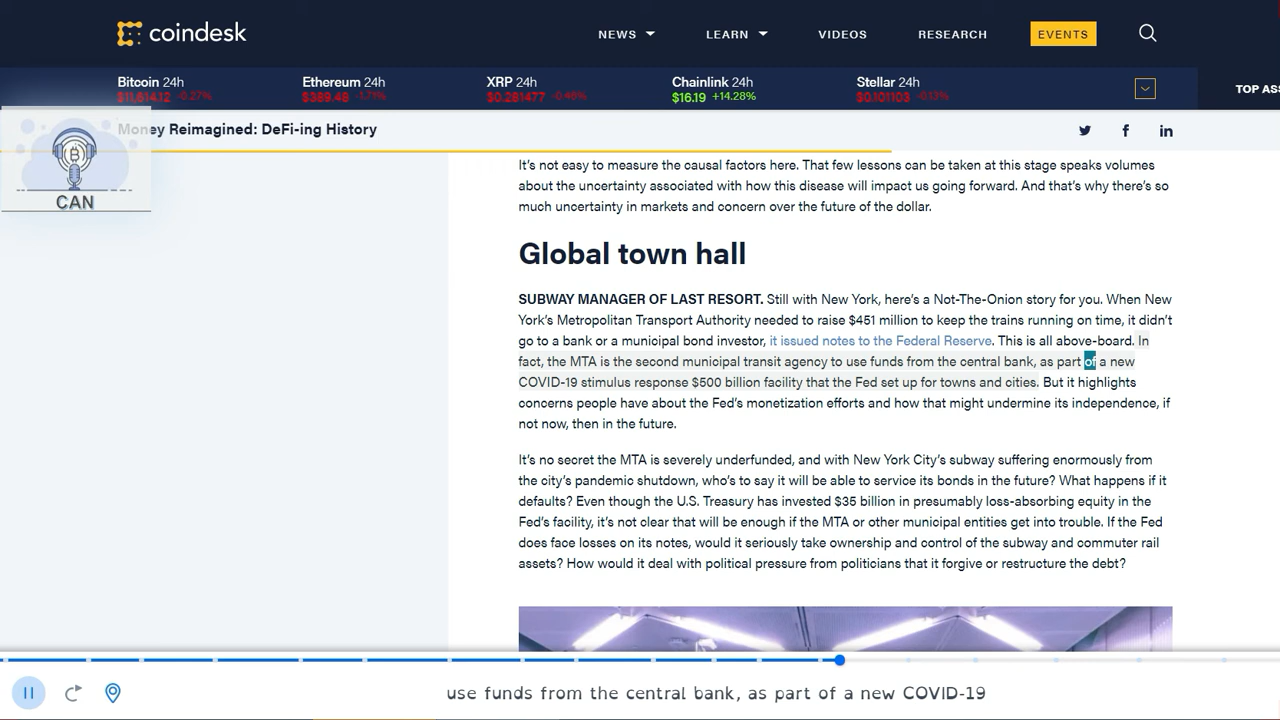 coindesk
NEWS
LEARN
VIDEOS
RESEARCH
EVENTS
Bitcoin 24h
$11,614.12 -0.27%
Ethereum 24h
$389.48 -1.71%
XRP 24h
$0.281477 -0.46%
Chainlink 24h
$16.19 +14.28%
Stellar 24h
$0.101103 -0.13%
TOP ASS
Money Reimagined: DeFi-ing History
CAN
It's not easy to measure the causal factors here. That few lessons can be taken at this stage speaks volumes
about the uncertainty associated with how this disease will impact us going forward. And that's why there's so
much uncertainty in markets and concern over the future of the dollar.
Global town hall
SUBWAY MANAGER OF LAST RESORT. Still with New York, here's a Not-The-Onion story for you. When New
York's Metropolitan Transport Authority needed to raise $451 million to keep the trains running on time, it didn't
go to a bank or a municipal bond investor, it issued notes to the Federal Reserve. This is all above-board. In
fact, the MTA is the second municipal transit agency to use funds from the central bank, as part of a new
COVID-19 stimulus response $500 billion facility that the Fed set up for towns and cities. But it highlights
concerns people have about the Fed's monetization efforts and how that might undermine its independence, if
not now, then in the future.
It's no secret the MTA is severely underfunded, and with New York City's subway suffering enormously from
the city's pandemic shutdown, who's to say it will be able to service its bonds in the future? What happens if it
defaults? Even though the U.S. Treasury has invested $35 billion in presumably loss-absorbing equity in the
Fed's facility, it's not clear that will be enough if the MTA or other municipal entities get into trouble. If the Fed
does face losses on its notes, would it seriously take ownership and control of the subway and commuter rail
assets? How would it deal with political pressure from politicians that it forgive or restructure the debt?
use funds from the central bank, as part of a new COVID-19